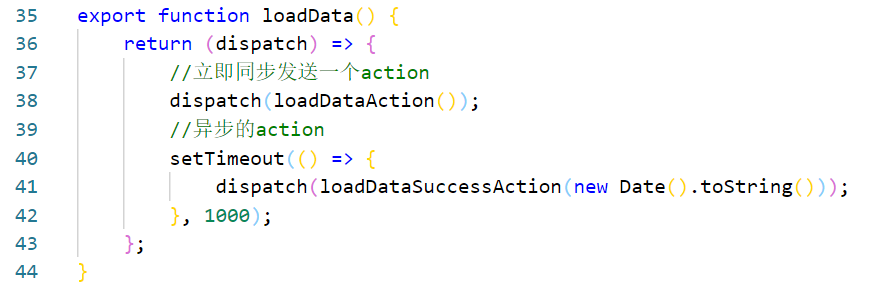 35 export function loadData() {
36     return (dispatch) => {
37         //立即同步发送一个action
38         dispatch(loadDataAction());
39         //异步的action
40         setTimeout(() => {
41             dispatch(loadDataSuccessAction(new Date().toString()));
42         }, 1000);
43     };
44 }